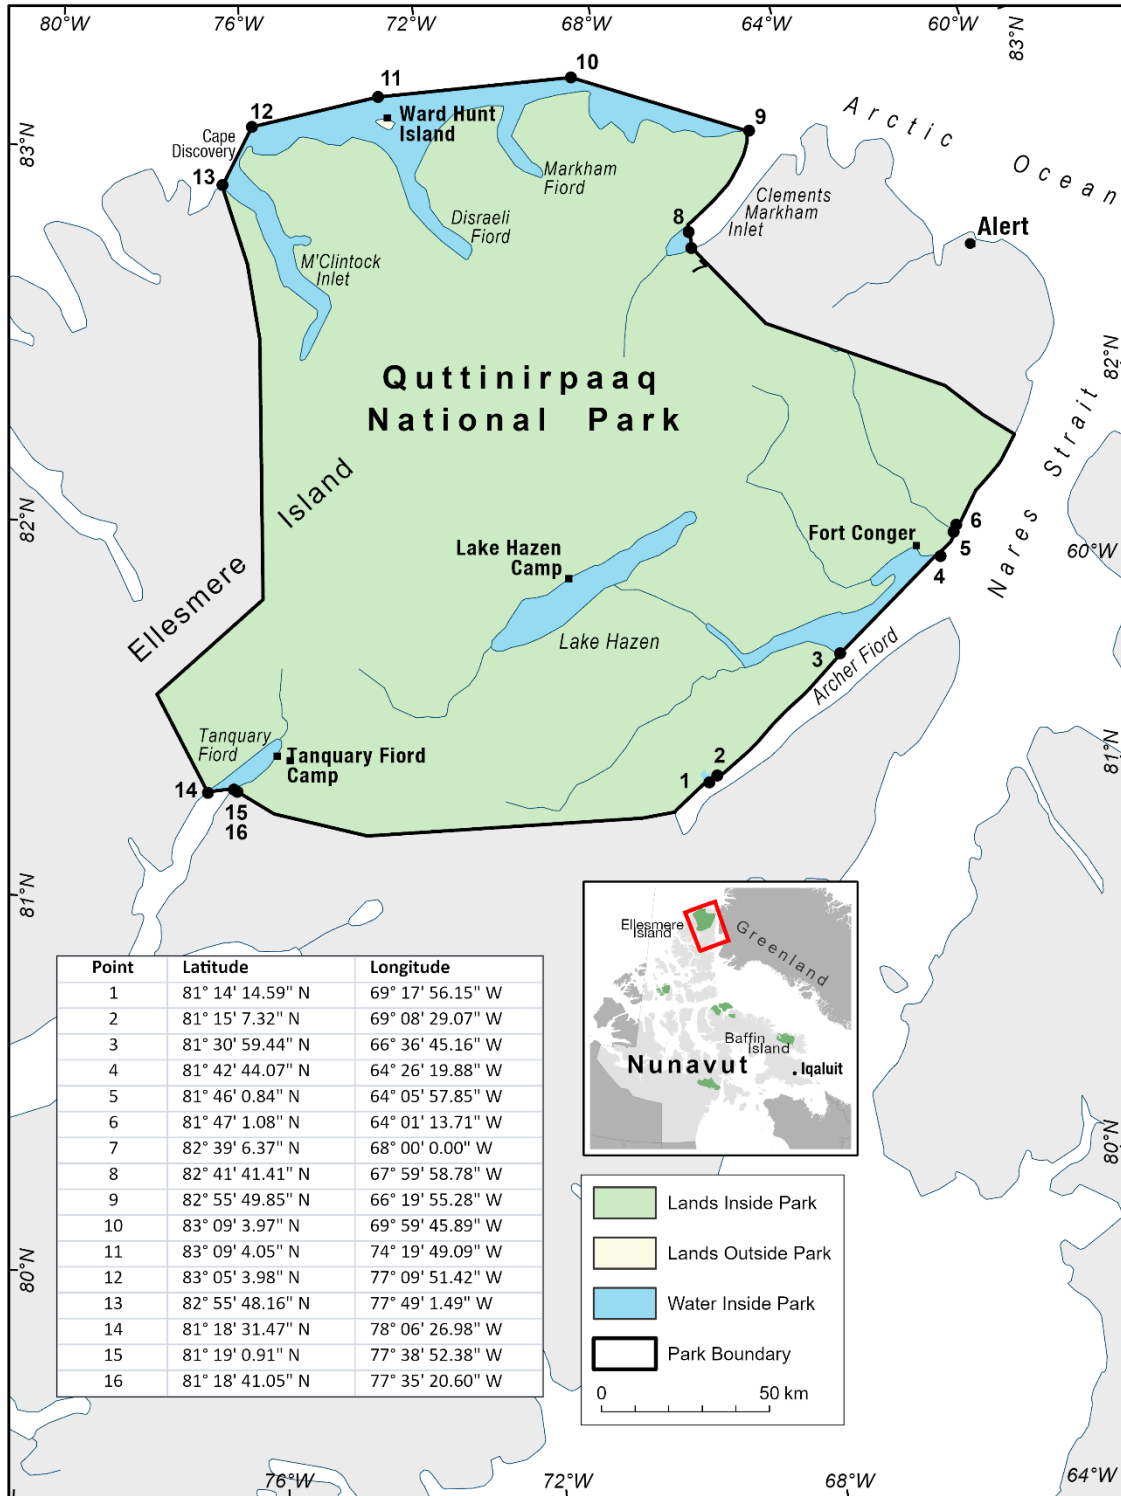 80°W
76°W
72°W
68°W
64°W
60°W
83°N
10
11
12
9
Ward Hunt
Island
Cape
Discovery
Arctic Ocean
83°N
13
Markham
Fiord
Clements
Markham
Inlet
Disraeli
Fiord
8
Alert
M'Clintock
Inlet
7
82°N
Quttinirpaaq
National Park
Nares Strait
Ellesmere Island
82°N
6
Fort Conger
5
60°W
4
Lake Hazen
Camp
Lake Hazen
3
Archer Fiord
Tanquary
Fiord
Tanquary Fiord
Camp
81°N
2
1
14
15
16
81°N
Ellesmere
Island
Greenland
Baffin
Island
Nunavut
Iqaluit
80°N
Point Latitude Longitude
1 81° 14' 14.59" N 69° 17' 56.15" W
2 81° 15' 7.32" N 69° 08' 29.07" W
3 81° 30' 59.44" N 66° 36' 45.16" W
4 81° 42' 44.07" N 64° 26' 19.88" W
5 81° 46' 0.84" N 64° 05' 57.85" W
6 81° 47' 1.08" N 64° 01' 13.71" W
7 82° 39' 6.37" N 68° 00' 0.00" W
8 82° 41' 41.41" N 67° 59' 58.78" W
9 82° 55' 49.85" N 66° 19' 55.28" W
10 83° 09' 3.97" N 69° 59' 45.89" W
11 83° 09' 4.05" N 74° 19' 49.09" W
12 83° 05' 3.98" N 77° 09' 51.42" W
13 82° 55' 48.16" N 77° 49' 1.49" W
14 81° 18' 31.47" N 78° 06' 26.98" W
15 81° 19' 0.91" N 77° 38' 52.38" W
16 81° 18' 41.05" N 77° 35' 20.60" W
80°N
Lands Inside Park
Lands Outside Park
Water Inside Park
Park Boundary
0 50 km
76°W
72°W
68°W
64°W